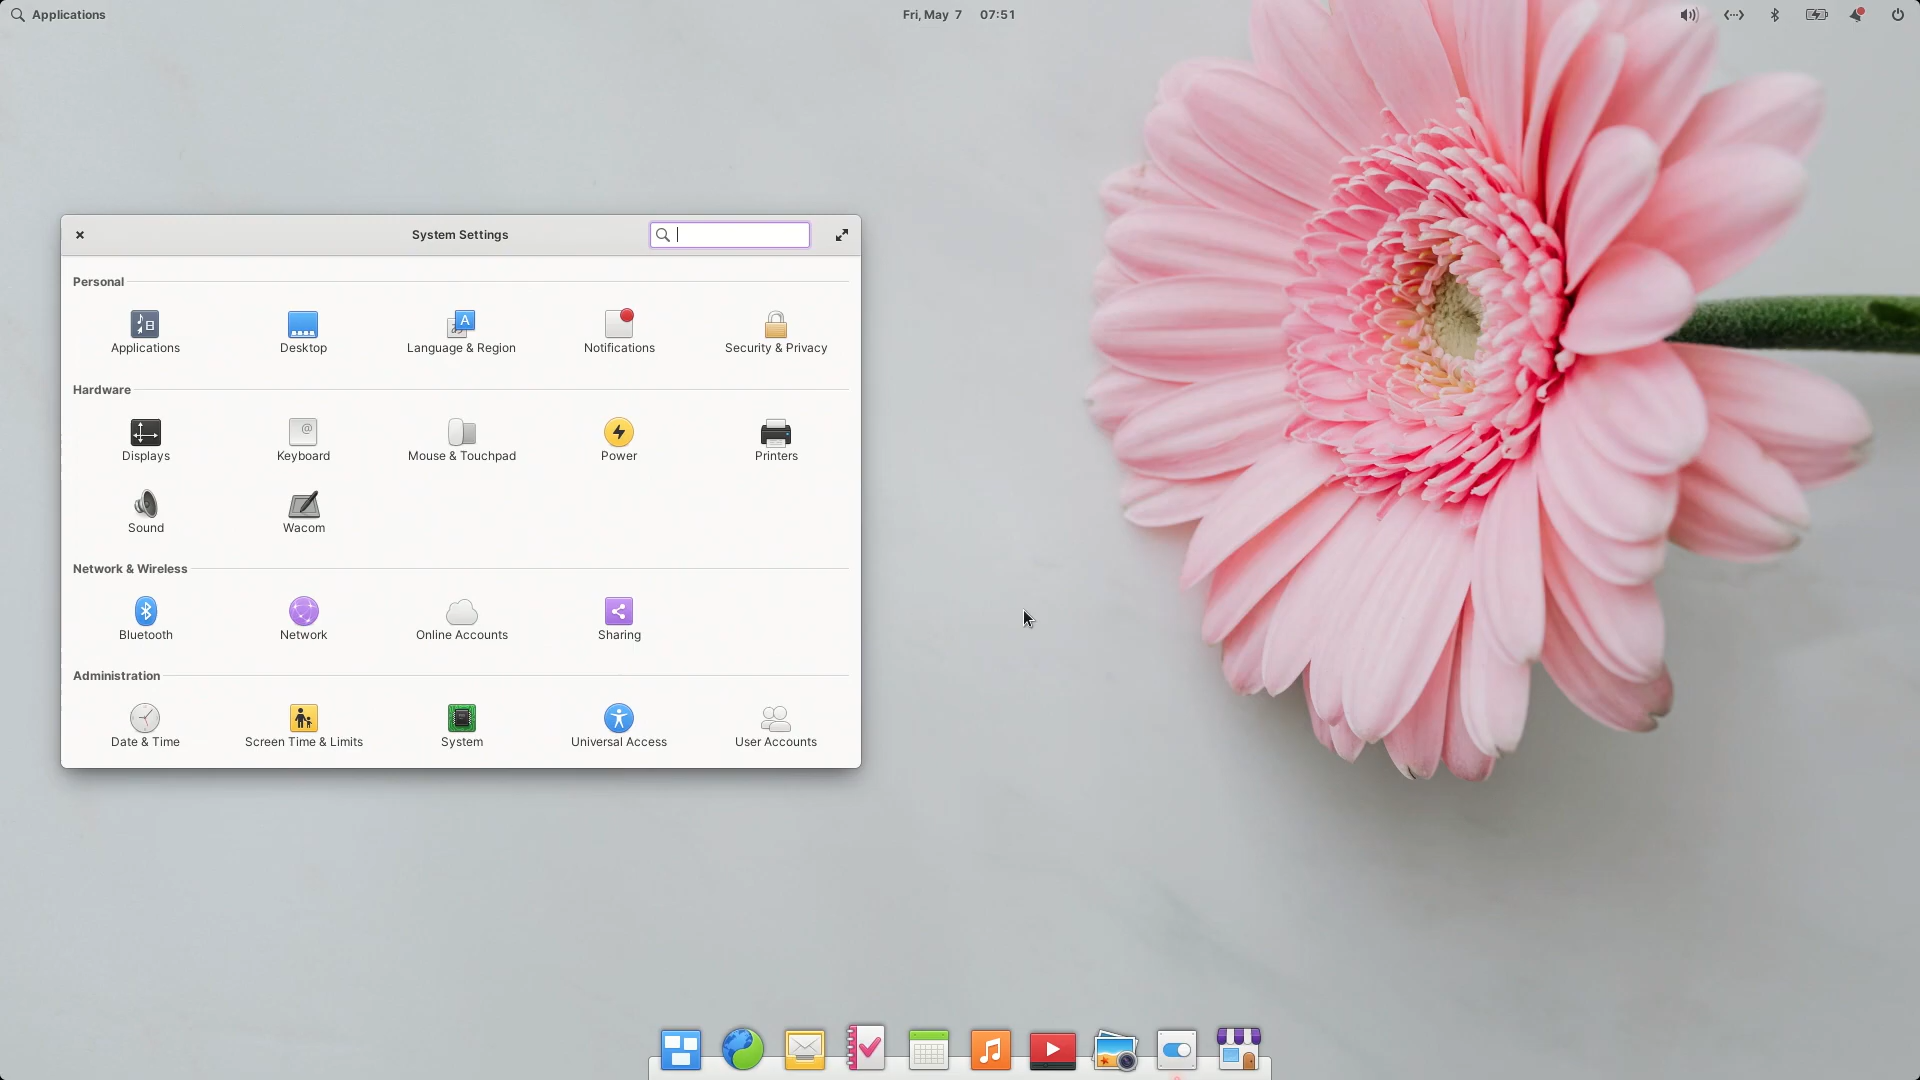 Applications
Fri, May 7 07:51
System Settings
Personal
Applications
Desktop
Language & Region
Notifications
Security & Privacy
Hardware
Displays
Keyboard
Mouse & Touchpad
Power
Printers
Sound
Wacom
Network & Wireless
Bluetooth
Network
Online Accounts
Sharing
Administration
Date & Time
Screen Time & Limits
System
Universal Access
User Accounts